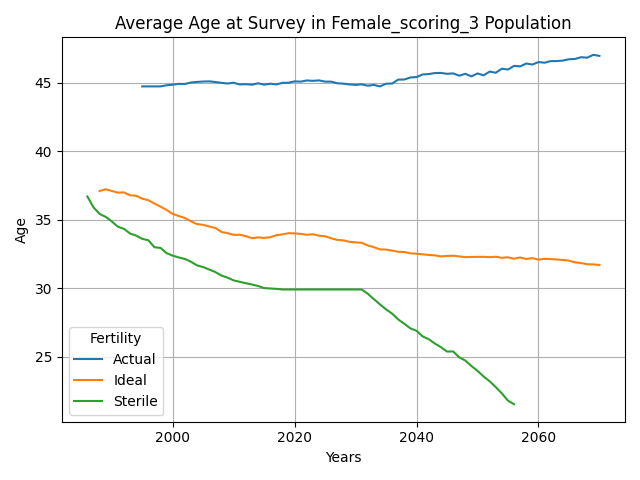 Average Age at Survey in Female_scoring_3 Population
Age
45
40
35
30
25
Fertility
Actual
Ideal
Sterile
2000 2020 2040 2060
Years